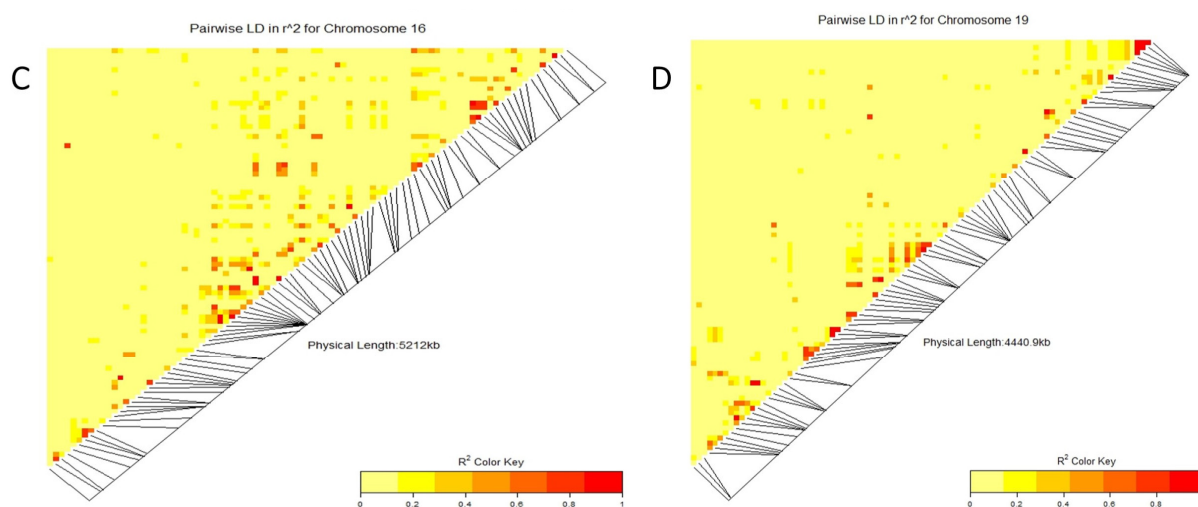 C
Pairwise LD in r^2 for Chromosome 16
Physical Length:5212kb
R² Color Key
0 0.2 0.4 0.6 0.8 1
D
Pairwise LD in r^2 for Chromosome 19
Physical Length:4440.9kb
R² Color Key
0 0.2 0.4 0.6 0.8